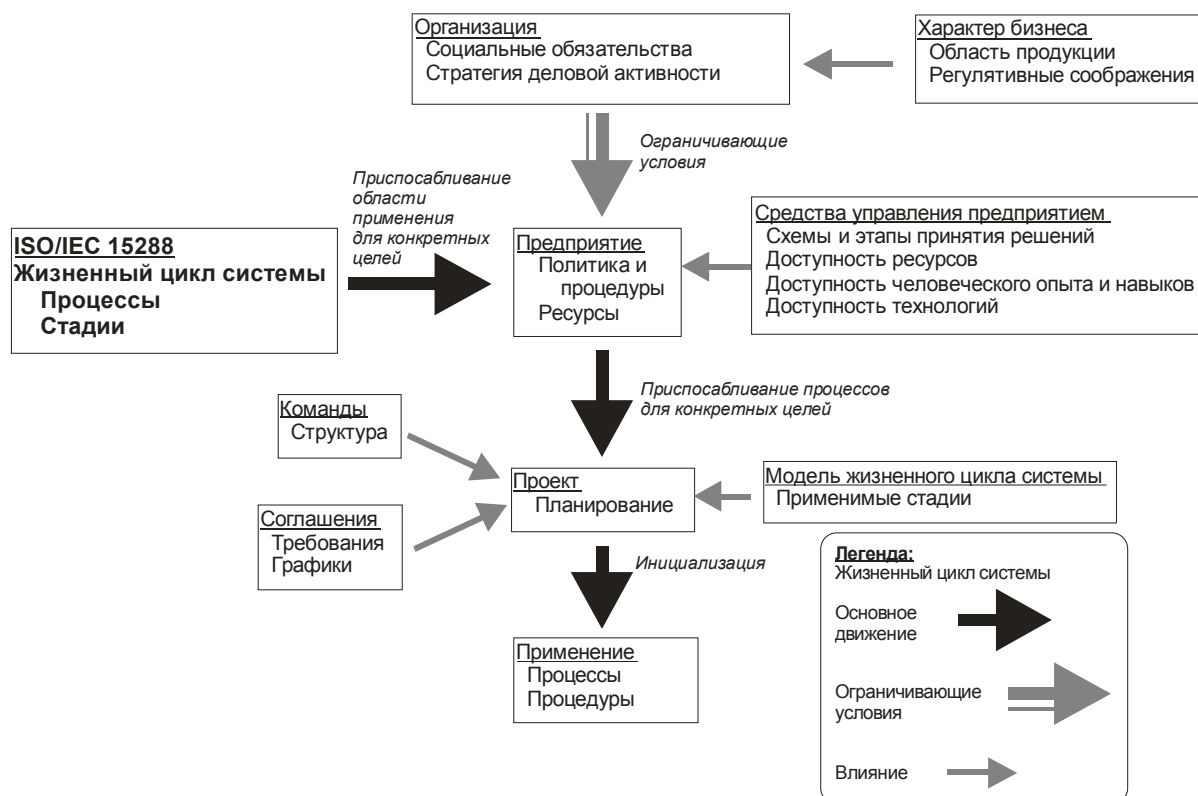 Организация
Социальные обязательства
Стратегия деловой активности
Характер бизнеса
Область продукции
Регулятивные соображения
Ограничивающие
условия
Приспосабливание
области
применения
для конкретных
целей
ISO/IEC 15288
Жизненный цикл системы
Процессы
Стадии
Предприятие
Политика и
процедуры
Ресурсы
Средства управления предприятием
Схемы и этапы принятия решений
Доступность ресурсов
Доступность человеческого опыта и навыков
Доступность технологий
Приспосабливание процессов
для конкретных целей
Команды
Структура
Проект
Планирование
Модель жизненного цикла системы
Применимые стадии
Соглашения
Требования
Графики
Инициализация
Применение
Процессы
Процедуры
Легенда:
Жизненный цикл системы
Основное
движение
Ограничивающие
условия
Влияние